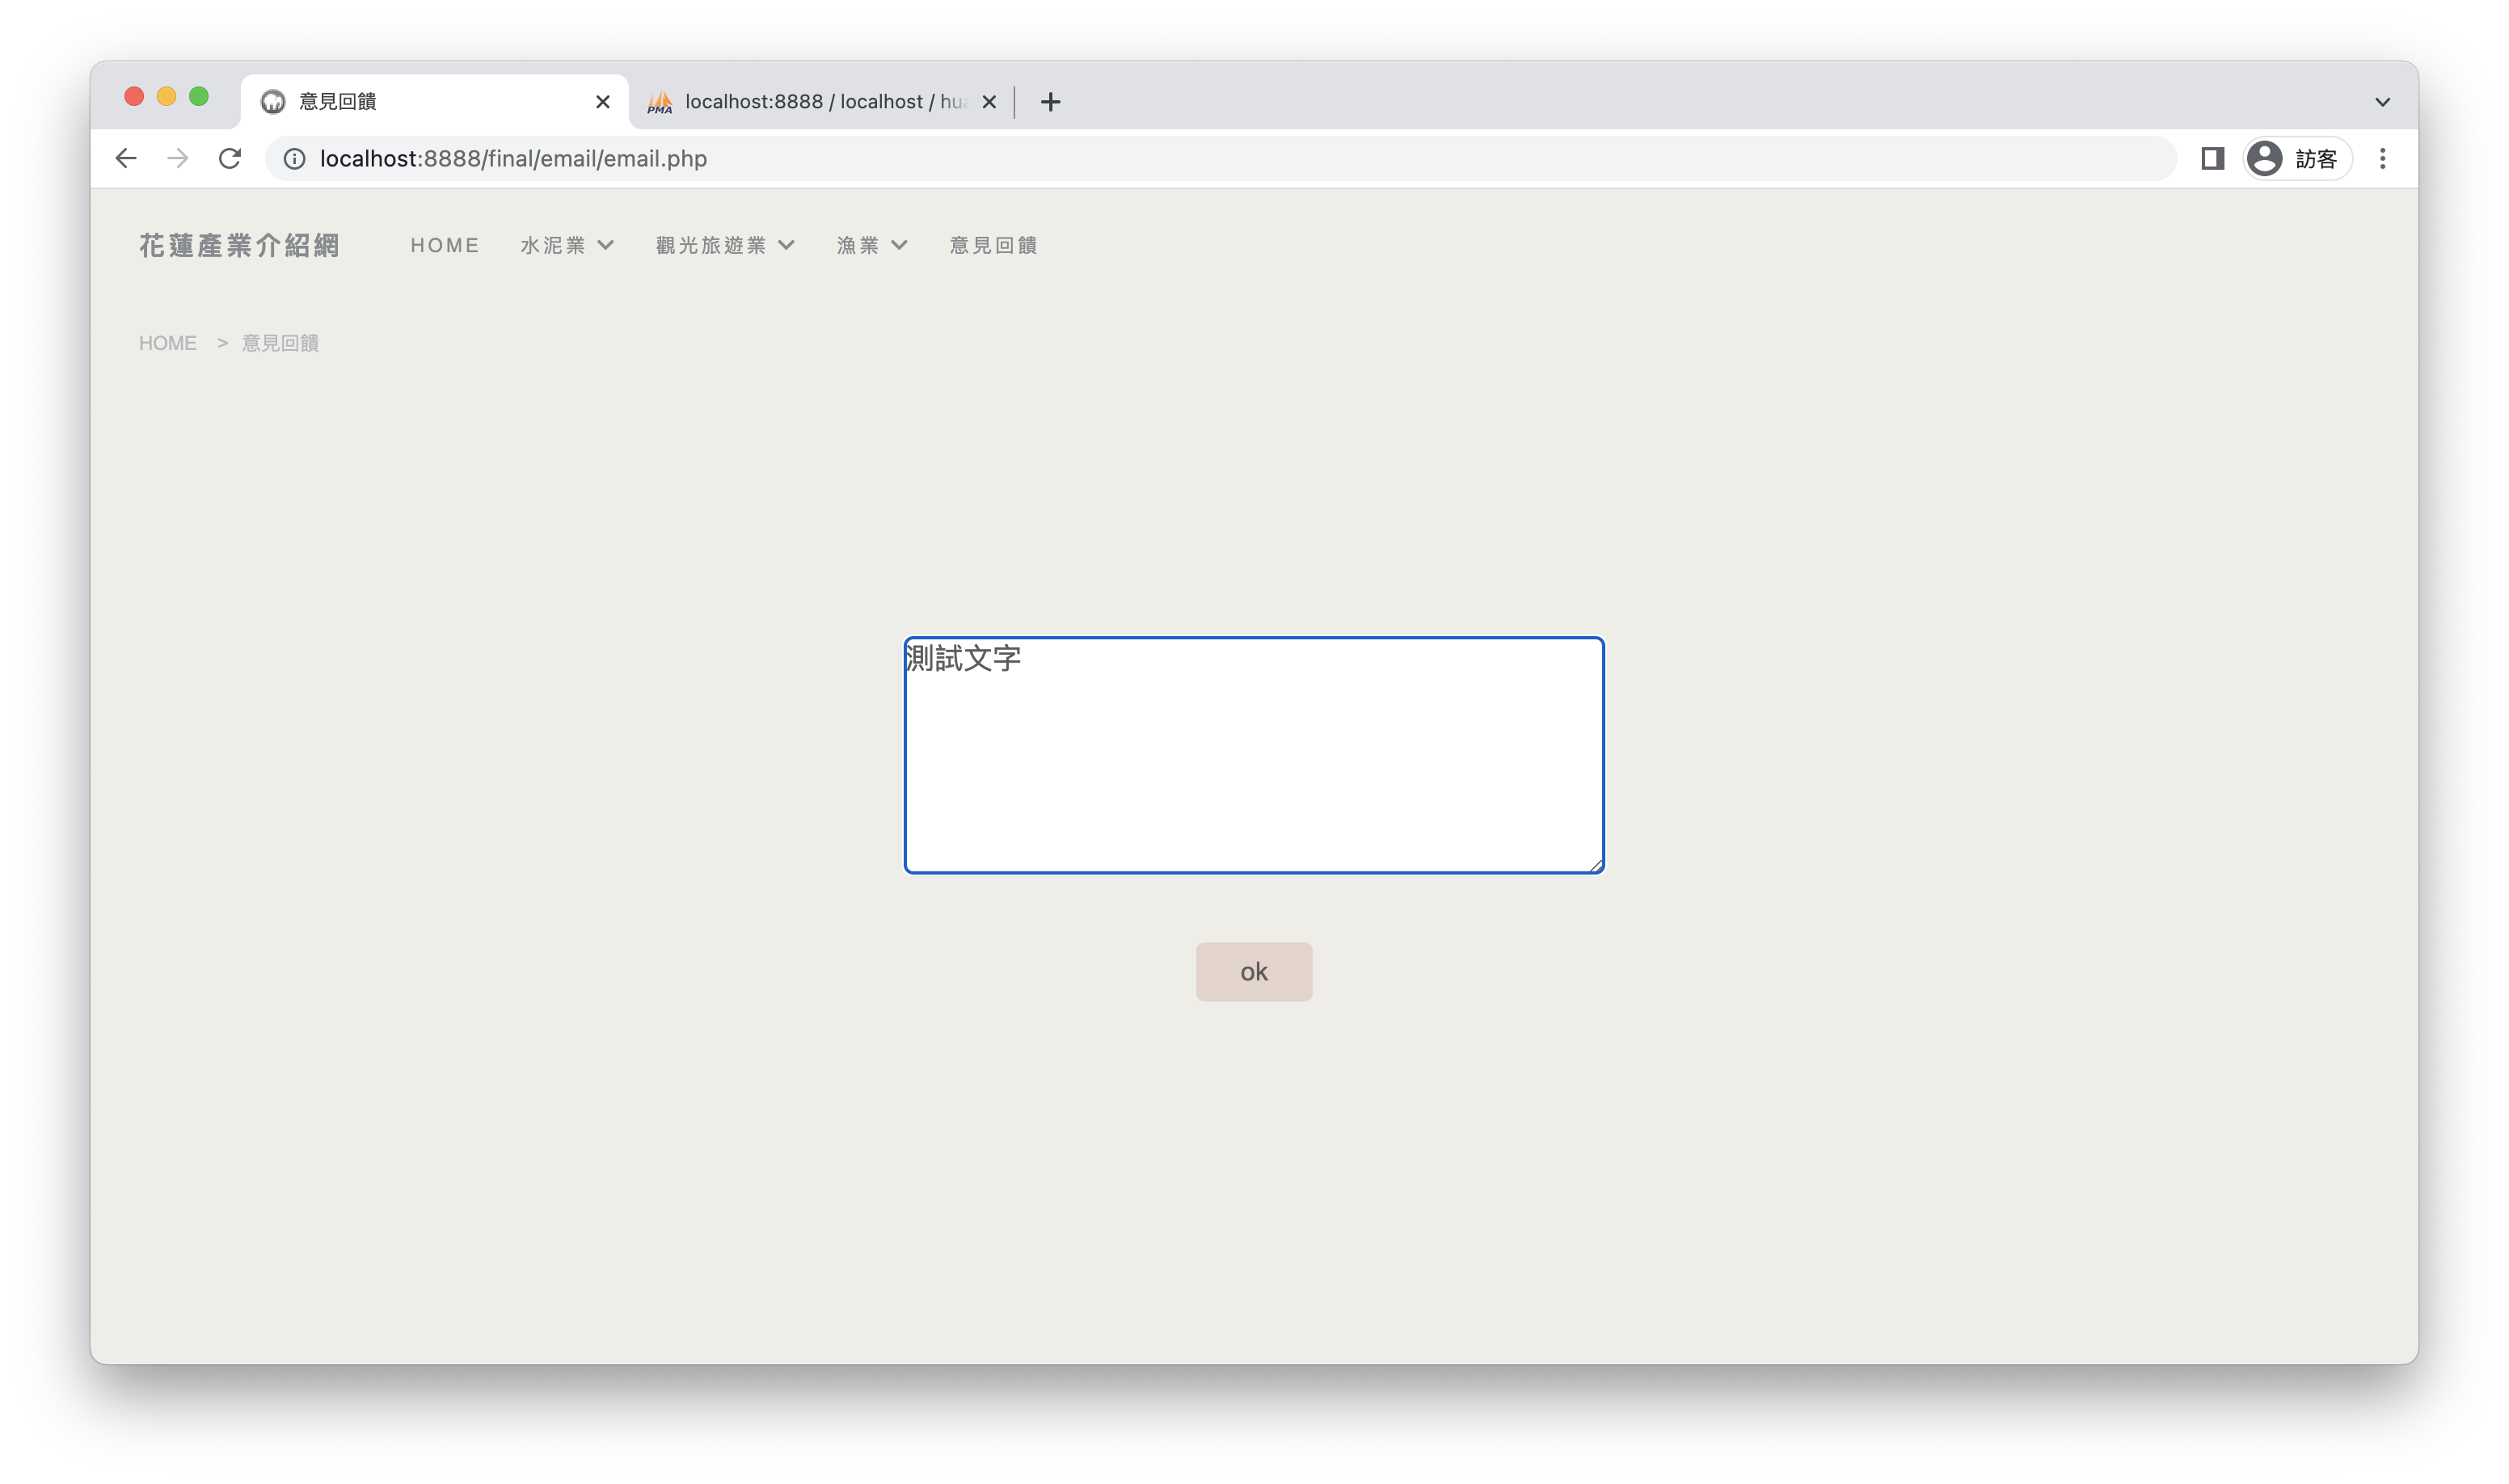 意見回饋
PMA localhost:8888 / localhost / hua
localhost:8888/final/email/email.php
訪客
花蓮產業介紹網 HOME 水泥業 觀光旅遊業 漁業 意見回饋
HOME > 意見回饋
測試文字
ok